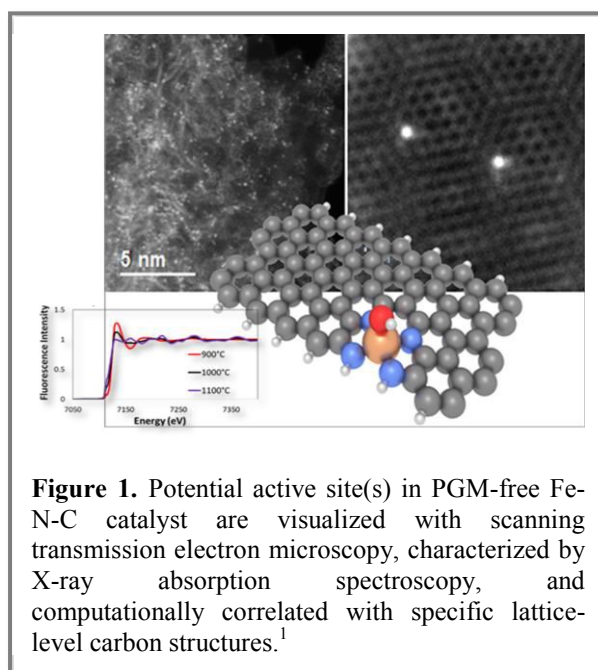 5 nm
Fluorescence Intensity
1.5
1
0.5
0
900°C
1000°C
1100°C
7050
7150
7250
7350
Energy (eV)
Figure 1. Potential active site(s) in PGM-free Fe-
N-C catalyst are visualized with scanning
transmission electron microscopy, characterized by
X-ray absorption spectroscopy, and
computationally correlated with specific lattice-
level carbon structures.¹